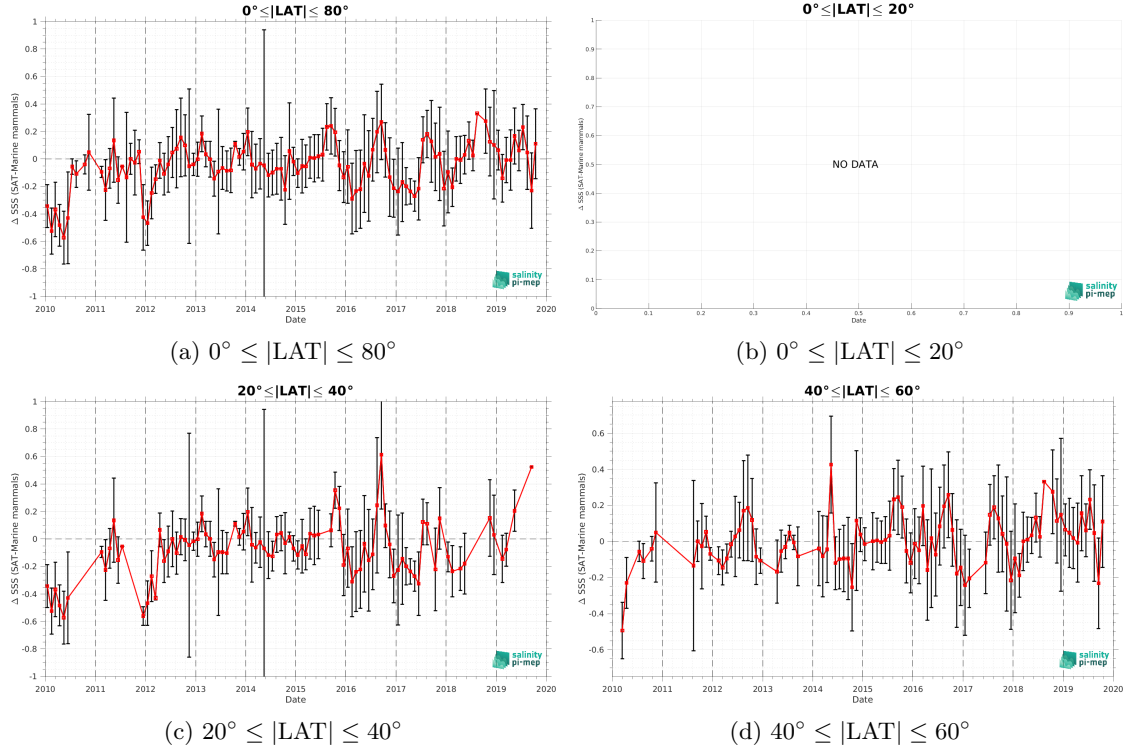 0°≤|LAT|≤ 80°
Δ SSS (SAT-Marine mammals)
1
0.8
0.6
0.4
0.2
0
-0.2
-0.4
-0.6
-0.8
-1
2010 2011 2012 2013 2014 2015 2016 2017 2018 2019 2020
Date
salinity
pi-mep
(a) 0° ≤ |LAT| ≤ 80°
0°≤|LAT|≤ 20°
Δ SSS (SAT-Marine mammals)
1
0.9
0.8
0.7
0.6
0.5
0.4
0.3
0.2
0.1
0
NO DATA
0 0.1 0.2 0.3 0.4 0.5 0.6 0.7 0.8 0.9 1
Date
salinity
pi-mep
(b) 0° ≤ |LAT| ≤ 20°
20°≤|LAT|≤ 40°
Δ SSS (SAT-Marine mammals)
1
0.8
0.6
0.4
0.2
0
-0.2
-0.4
-0.6
-0.8
-1
2010 2011 2012 2013 2014 2015 2016 2017 2018 2019 2020
Date
salinity
pi-mep
(c) 20° ≤ |LAT| ≤ 40°
40°≤|LAT|≤ 60°
Δ SSS (SAT-Marine mammals)
0.6
0.4
0.2
0
-0.2
-0.4
-0.6
2010 2011 2012 2013 2014 2015 2016 2017 2018 2019 2020
Date
salinity
pi-mep
(d) 40° ≤ |LAT| ≤ 60°